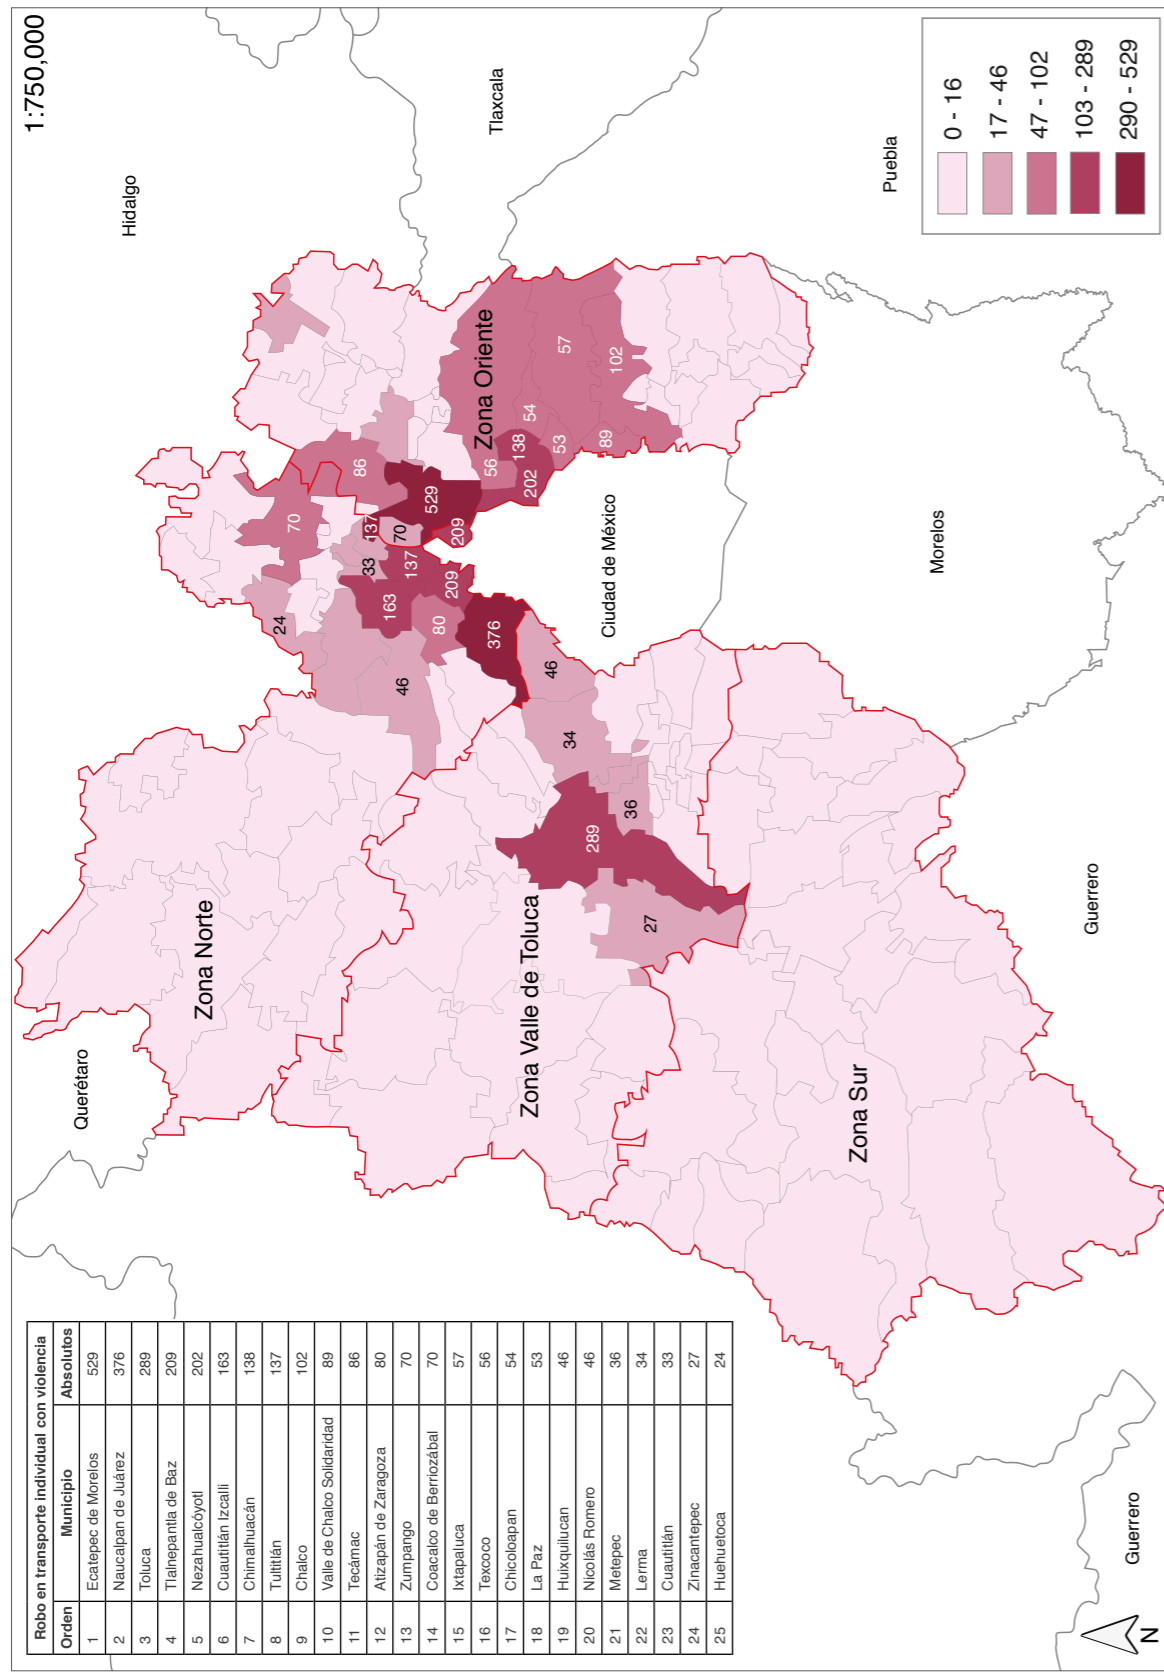 Robo en transporte individual con violencia
Orden Municipio Absolutos
1 Ecatepec de Morelos 529
2 Naucalpan de Juárez 376
3 Toluca 289
4 Tlalnepantla de Baz 209
5 Nezahualcóyotl 202
6 Cuautitlán Izcalli 163
7 Chimalhuacán 138
8 Tultitlán 137
9 Chalco 102
10 Valle de Chalco Solidaridad 89
11 Tecámac 86
12 Atizapán de Zaragoza 80
13 Zumpango 70
14 Coacalco de Berriozábal 70
15 Ixtapaluca 57
16 Texcoco 56
17 Chicoloapan 54
18 La Paz 53
19 Huixquilucan 46
20 Nicolás Romero 46
21 Metepec 36
22 Lerma 34
23 Cuautitlán 33
24 Zinacantepec 27
25 Huehuetoca 24
1:750,000
Querétaro
Hidalgo
Tlaxcala
Puebla
Morelos
Guerrero
Guerrero
Ciudad de México
Zona Norte
Zona Valle de Toluca
Zona Sur
Zona Oriente
24
70
86
33
137
70
529
163
137
46
80
209
209
376
46
34
289
36
27
56
138
202
54
53
57
89
102
0 - 16
17 - 46
47 - 102
103 - 289
290 - 529
N